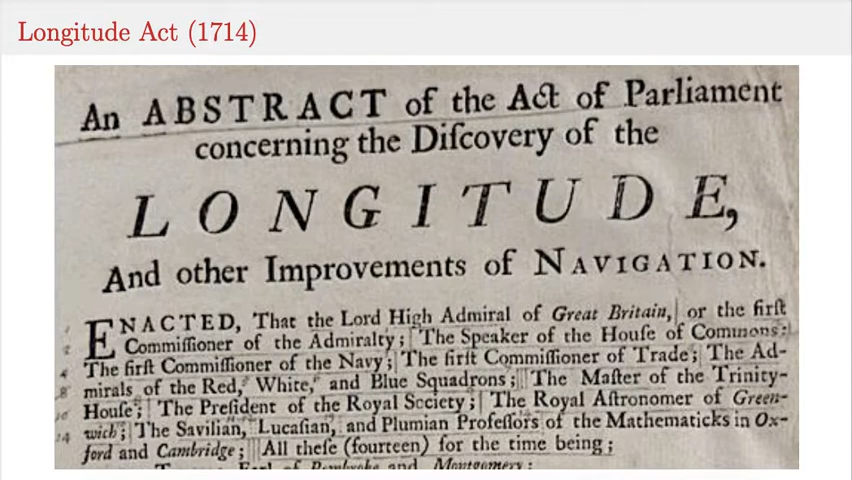 Longitude Act (1714)
An ABSTRACT of the Act of Parliament
concerning the Diſcovery of the
LONGITUDE,
And other Improvements of NAVIGATION.
ENACTED, That the Lord High Admiral of Great Britain, or the firſt
Commiſſioner of the Admiralty; The Speaker of the Houſe of Commons;
The firſt Commiſſioner of the Navy; The firſt Commiſſioner of Trade; The Ad-
mirals of the Red, White, and Blue Squadrons; The Maſter of the Trinity-
Houſe; The Preſident of the Royal Society; The Royal Aſtronomer of Green-
wich; The Savilian, Lucaſian, and Plumian Profeſſors of the Mathematicks in Ox-
ford and Cambridge; All theſe (fourteen) for the time being;
Earl of Pembroke and Montgomery;